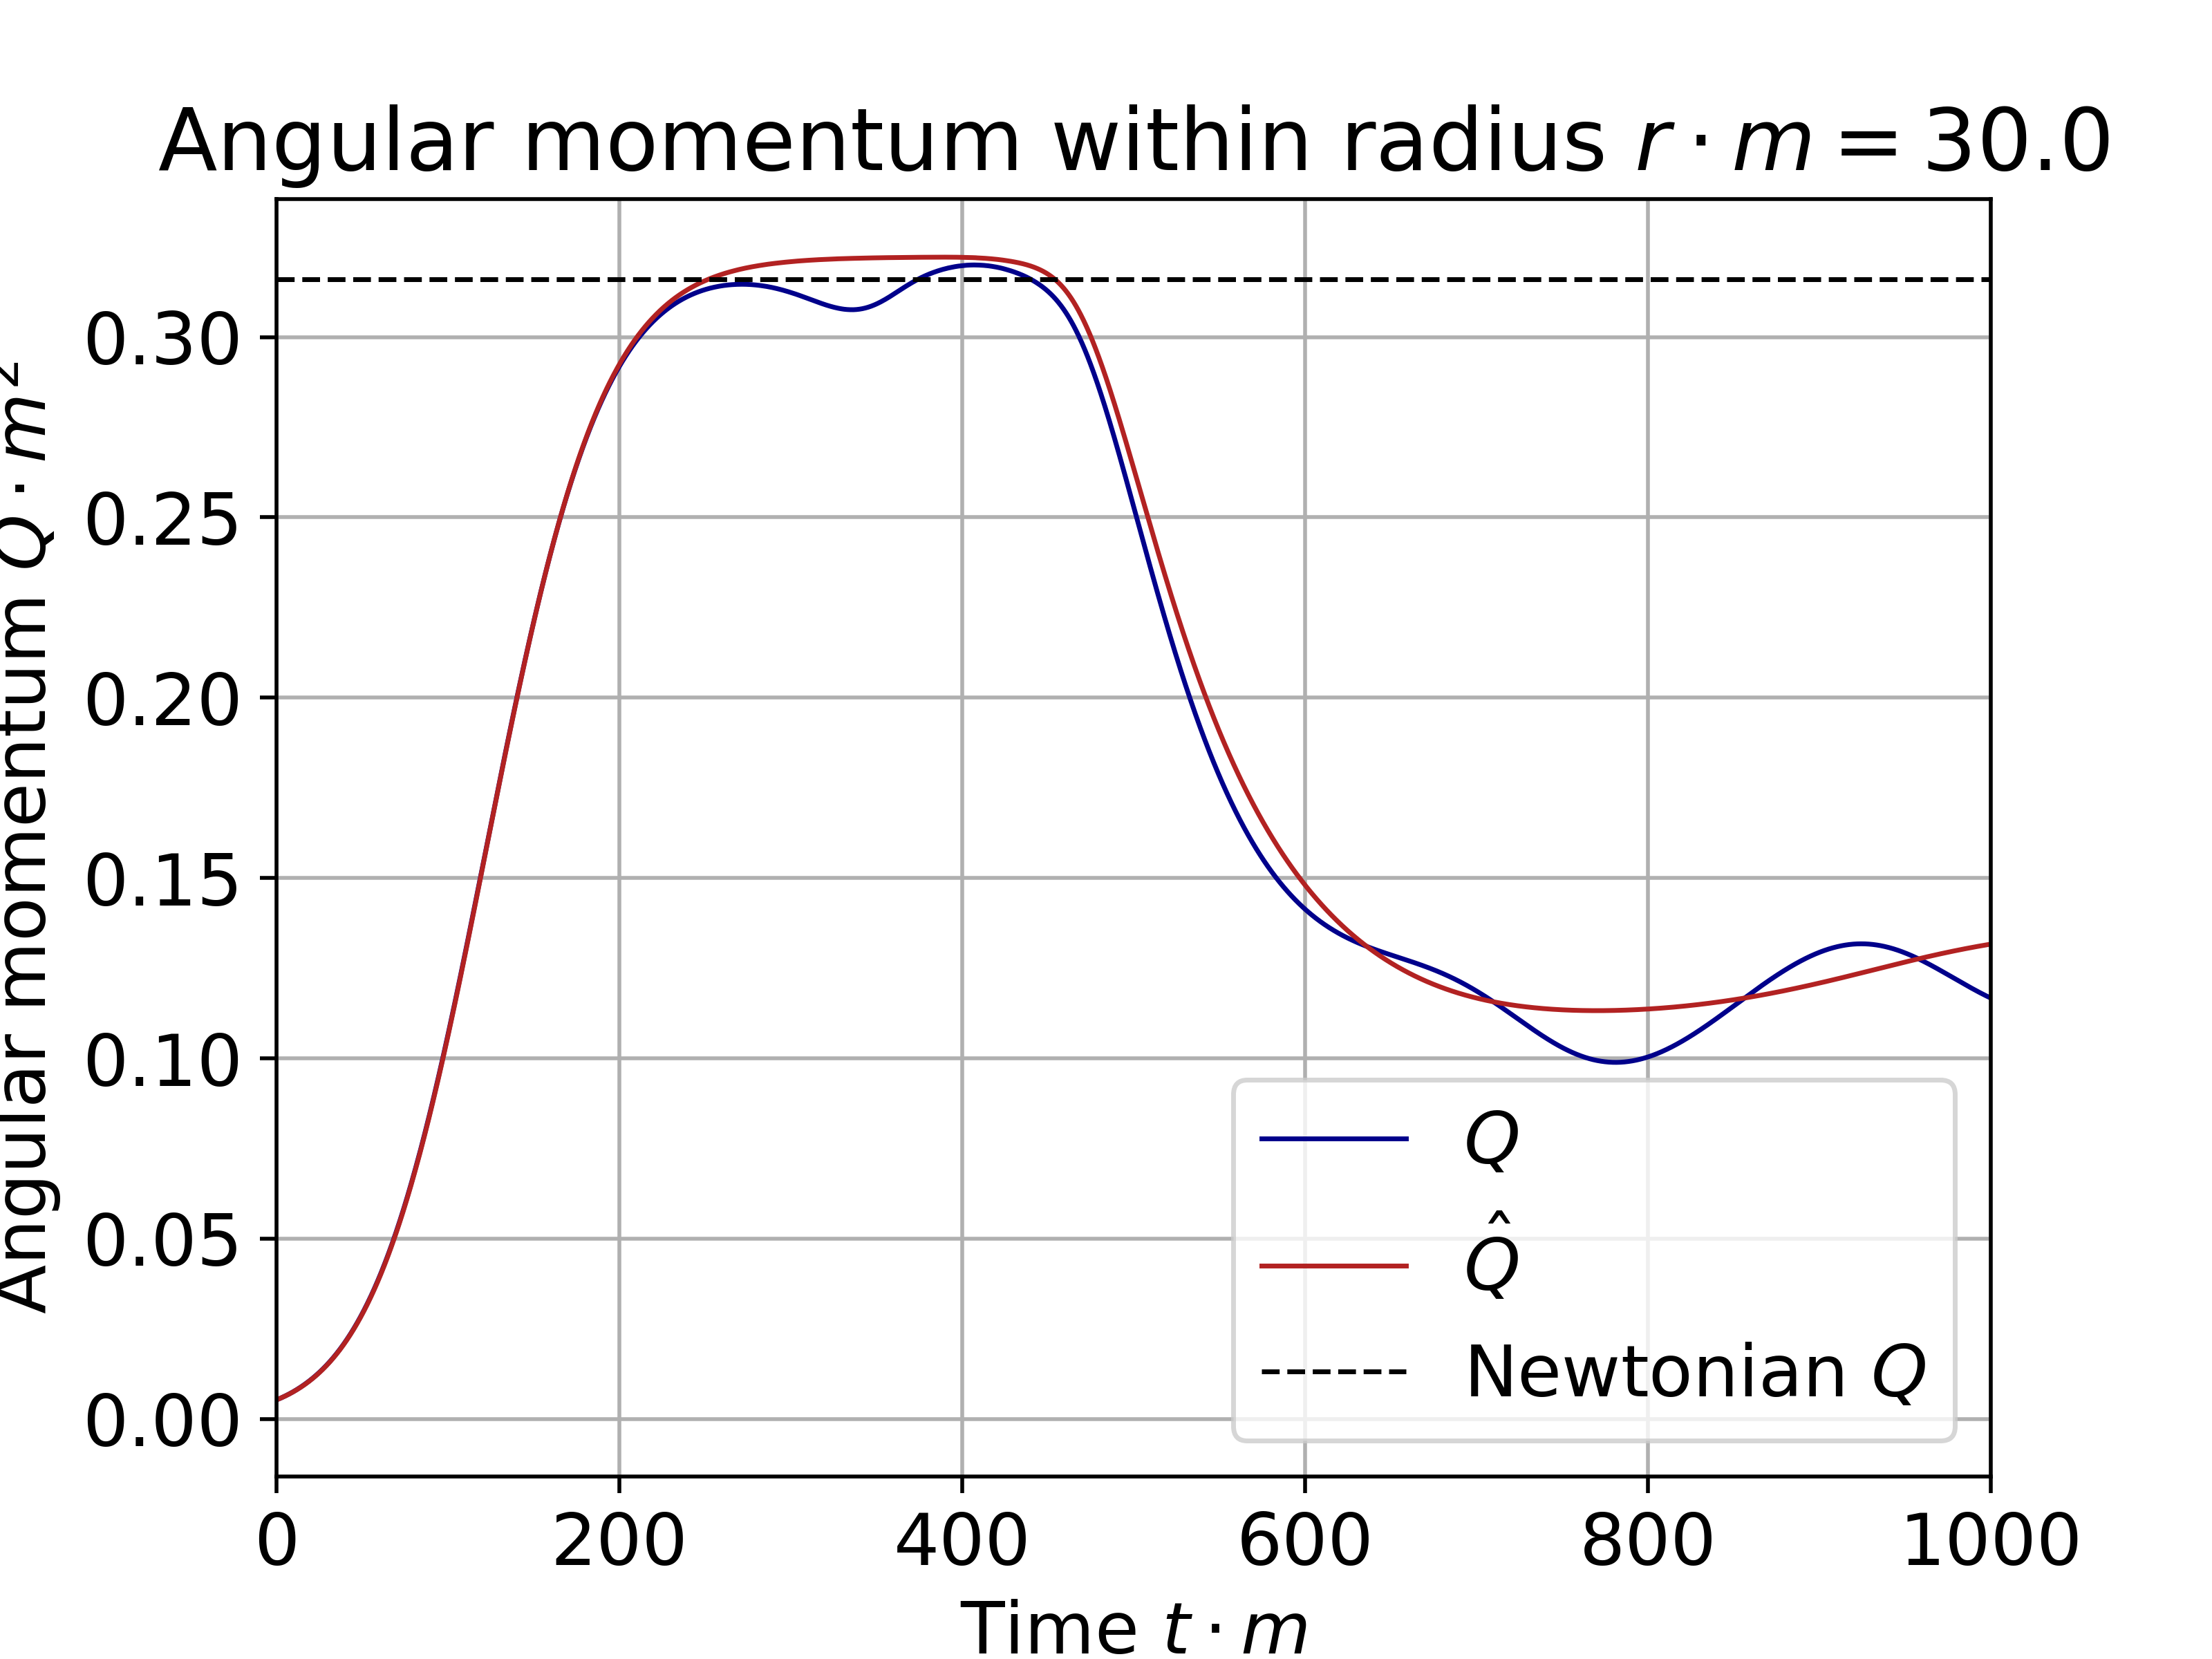 Angular momentum within radius r · m = 30.0
Angular momentum Q · m²
0.30
0.25
0.20
0.15
0.10
0.05
0.00
0 200 400 600 800 1000
Time t · m
Q
Q̂
Newtonian Q